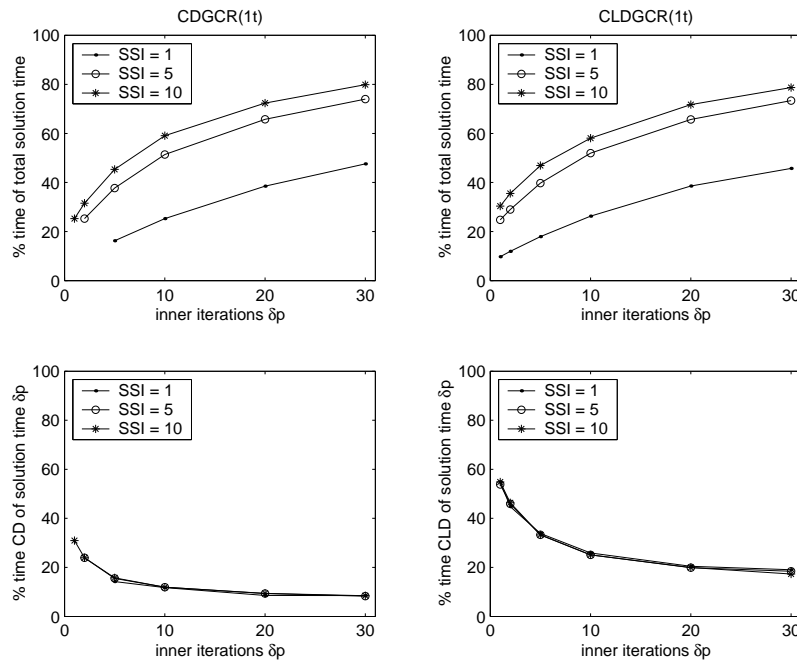 CDGCR(1t)
% time of total solution time
100
80
60
40
20
0
SSI = 1
SSI = 5
SSI = 10
0 10 20 30
inner iterations δp
CLDGCR(1t)
% time of total solution time
100
80
60
40
20
0
SSI = 1
SSI = 5
SSI = 10
0 10 20 30
inner iterations δp
% time CD of solution time δp
100
80
60
40
20
0
SSI = 1
SSI = 5
SSI = 10
0 10 20 30
inner iterations δp
% time CLD of solution time δp
100
80
60
40
20
0
SSI = 1
SSI = 5
SSI = 10
0 10 20 30
inner iterations δp